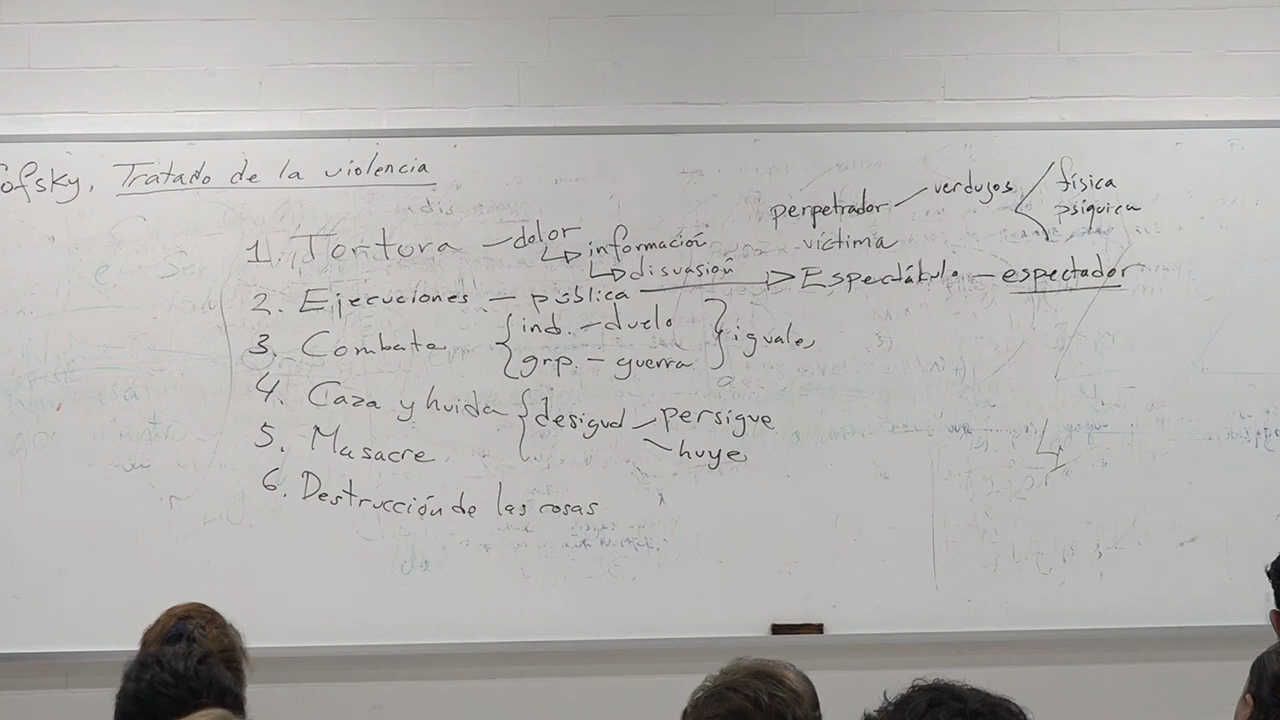 ofsky, Tratado de la violencia
1. Tortura – dolor
información
disuasión
perpetrador – verdugos
física
psíquica
víctima
2. Ejecuciones – pública → Espectáculo – espectador
3. Combate { ind. – duelo
grp. – guerra } iguales
4. Caza y huida { desigual – persigue
huye
5. Masacre
6. Destrucción de las cosas